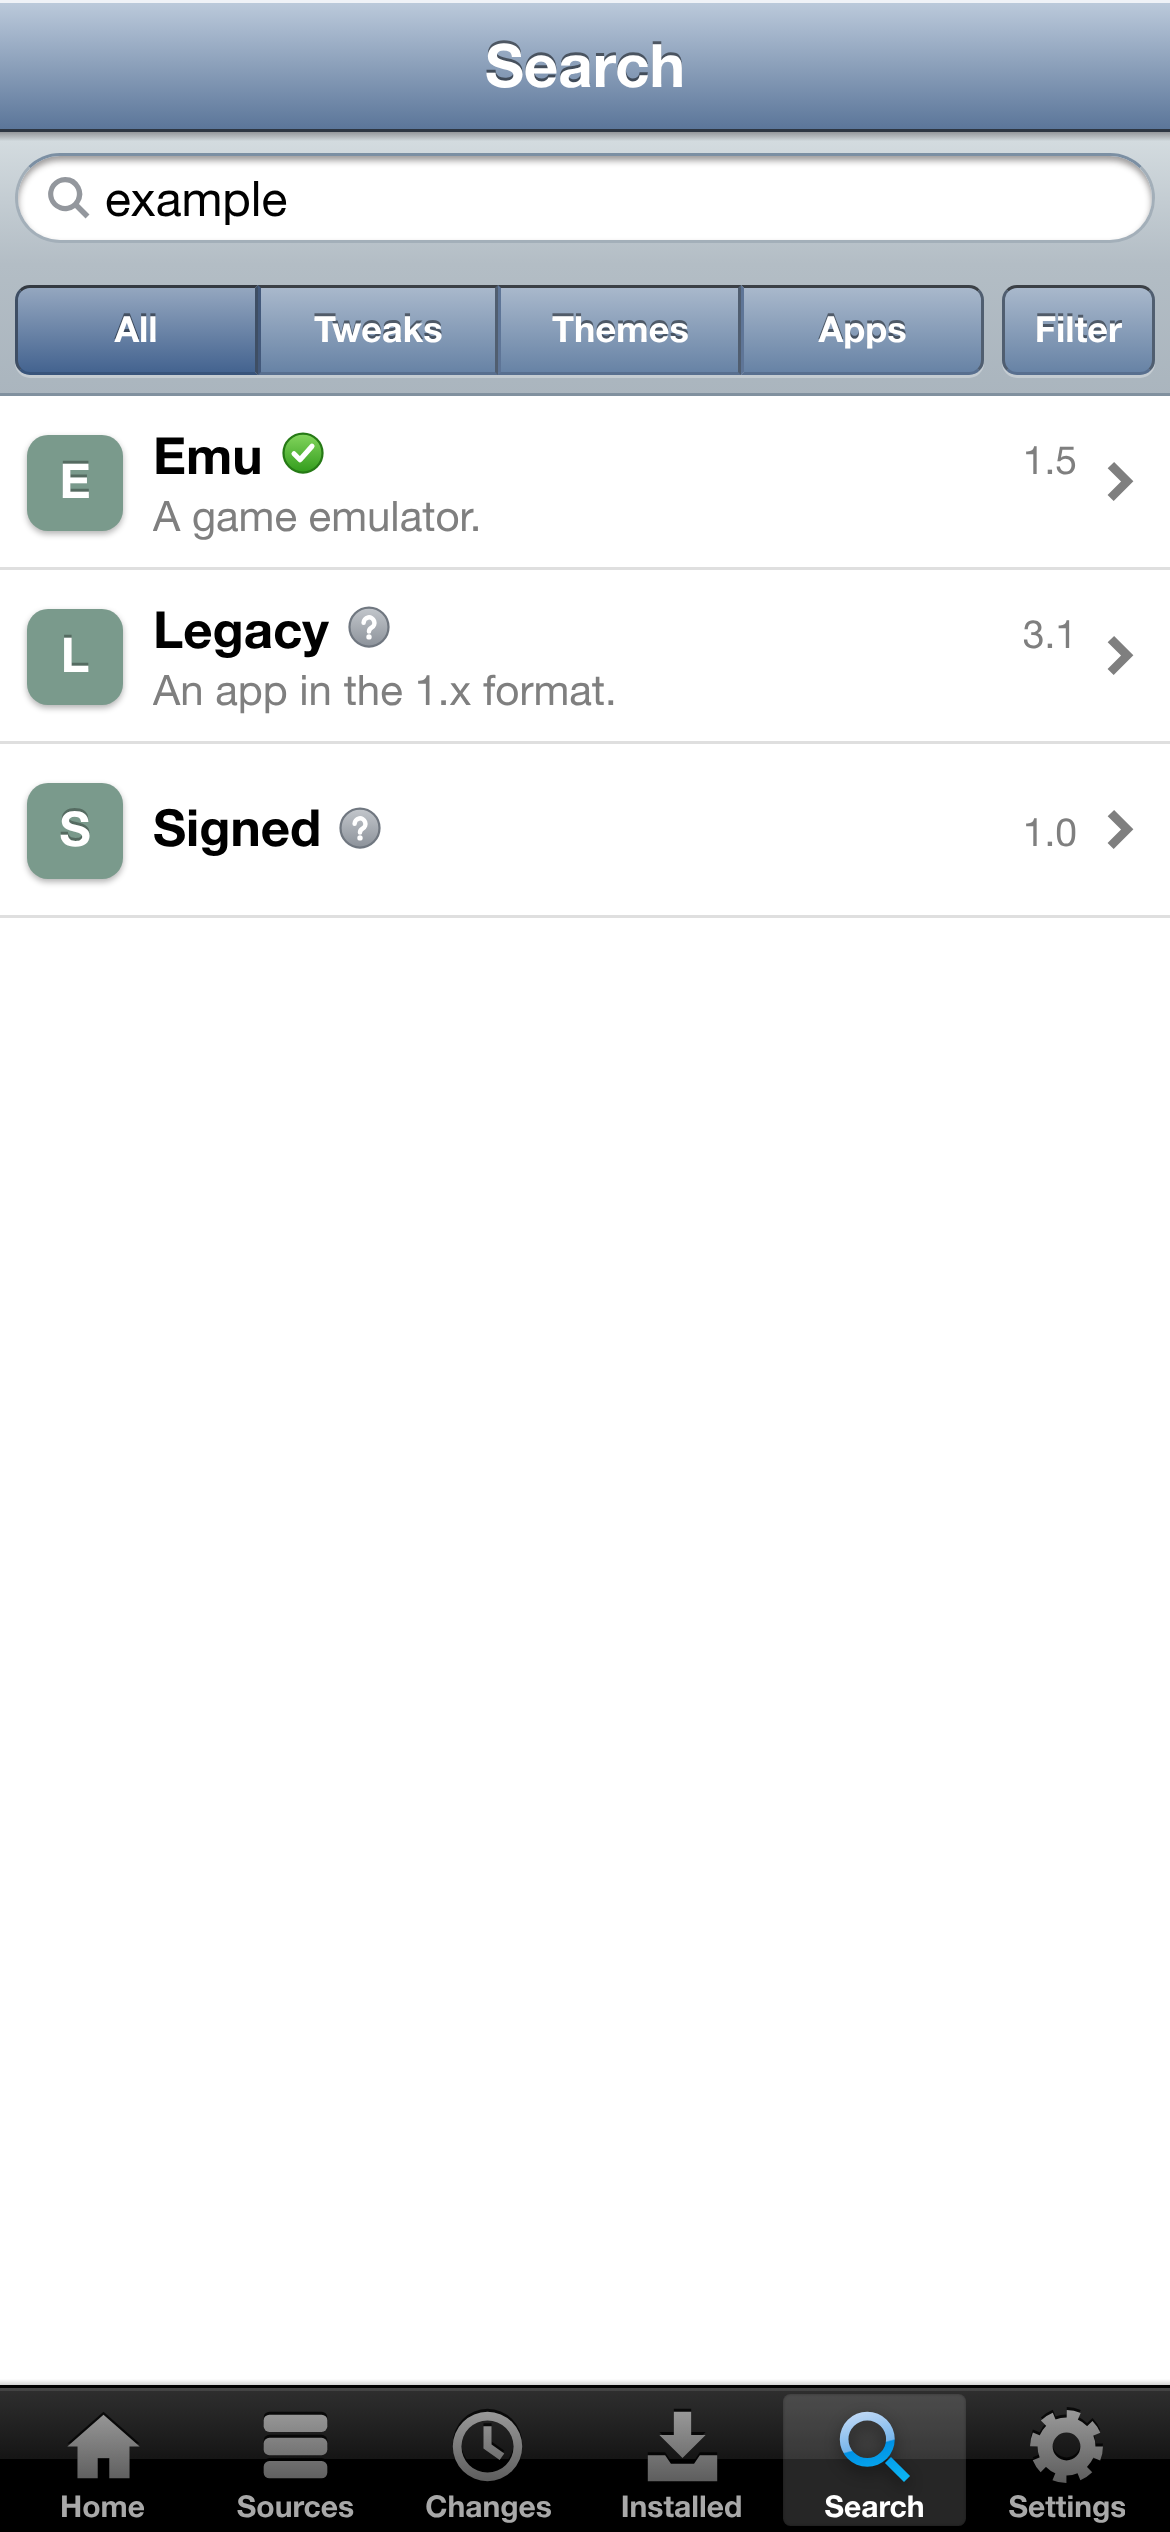 Search
example
All Tweaks Themes Apps Filter
E Emu 1.5
A game emulator.
L Legacy ? 3.1
An app in the 1.x format.
S Signed ? 1.0
Home Sources Changes Installed Search Settings